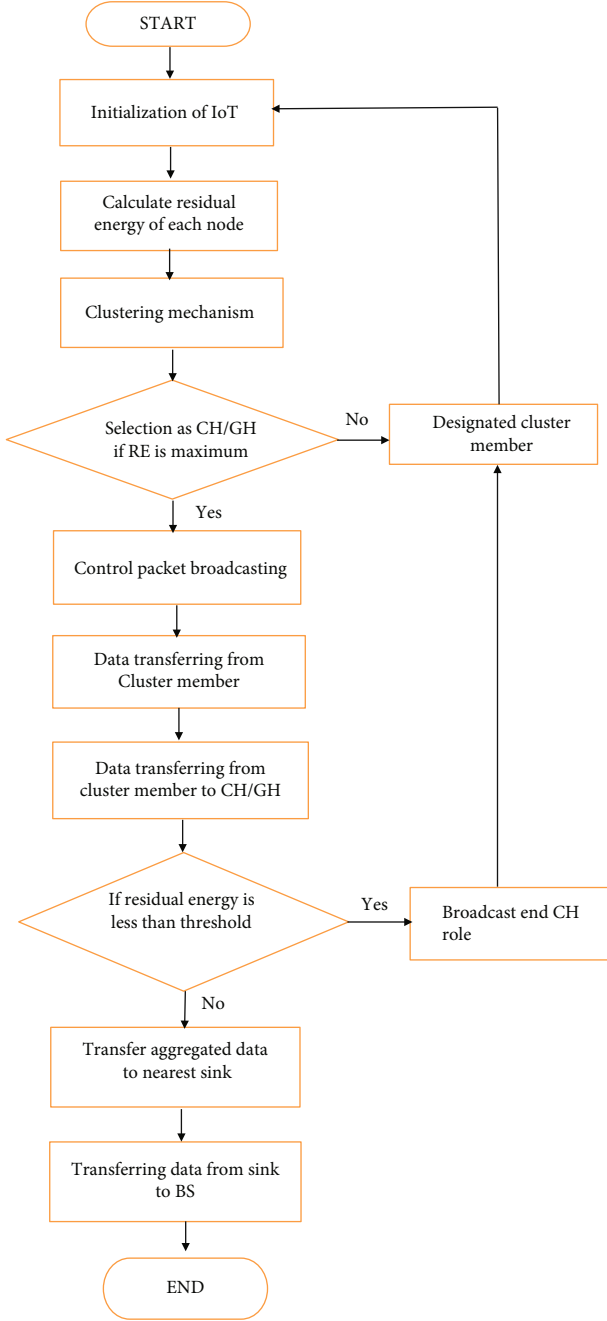 START
Initialization of IoT
Calculate residual
energy of each node
Clustering mechanism
Selection as CH/GH
if RE is maximum
No
Designated cluster
member
Yes
Control packet broadcasting
Data transferring from
Cluster member
Data transferring from
cluster member to CH/GH
If residual energy is
less than threshold
Yes
Broadcast end CH
role
No
Transfer aggregated data
to nearest sink
Transferring data from sink
to BS
END